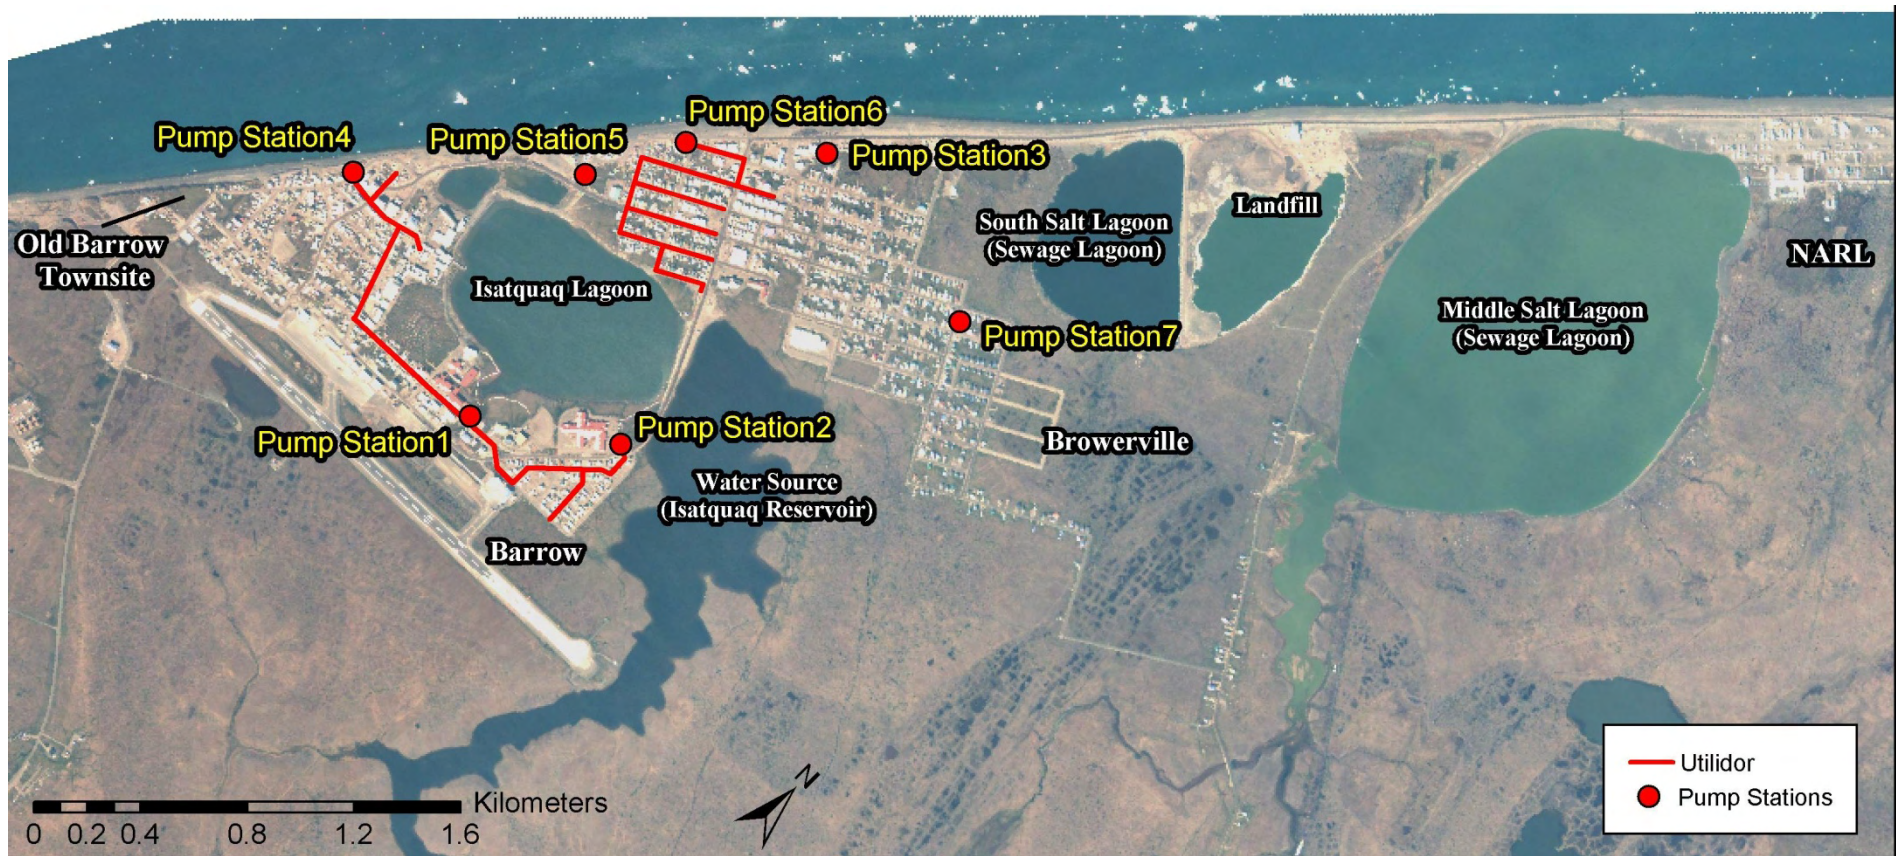 Pump Station6
Pump Station4
Pump Station5
Pump Station3
Old Barrow
Townsite
South Salt Lagoon
(Sewage Lagoon)
Landfill
NARL
Isatquaq Lagoon
Middle Salt Lagoon
(Sewage Lagoon)
Pump Station7
Pump Station1
Pump Station2
Browerville
Water Source
(Isatquaq Reservoir)
Barrow
N
Utilidor
Pump Stations
Kilometers
0 0.2 0.4 0.8 1.2 1.6